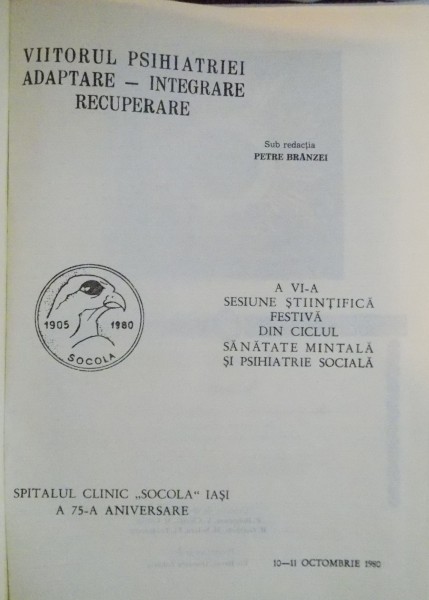 VIITORUL PSIHIATRIEI
ADAPTARE — INTEGRARE
RECUPERARE
Sub redacția
PETRE BRÂNZEI
1905 1980
SOCOLA
A VI-A
SESIUNE ȘTIINȚIFICĂ
FESTIVĂ
DIN CICLUL
SĂNĂTATE MINTALĂ
ȘI PSIHIATRIE SOCIALĂ
SPITALUL CLINIC „SOCOLA" IAȘI
A 75-A ANIVERSARE
10—11 OCTOMBRIE 1980